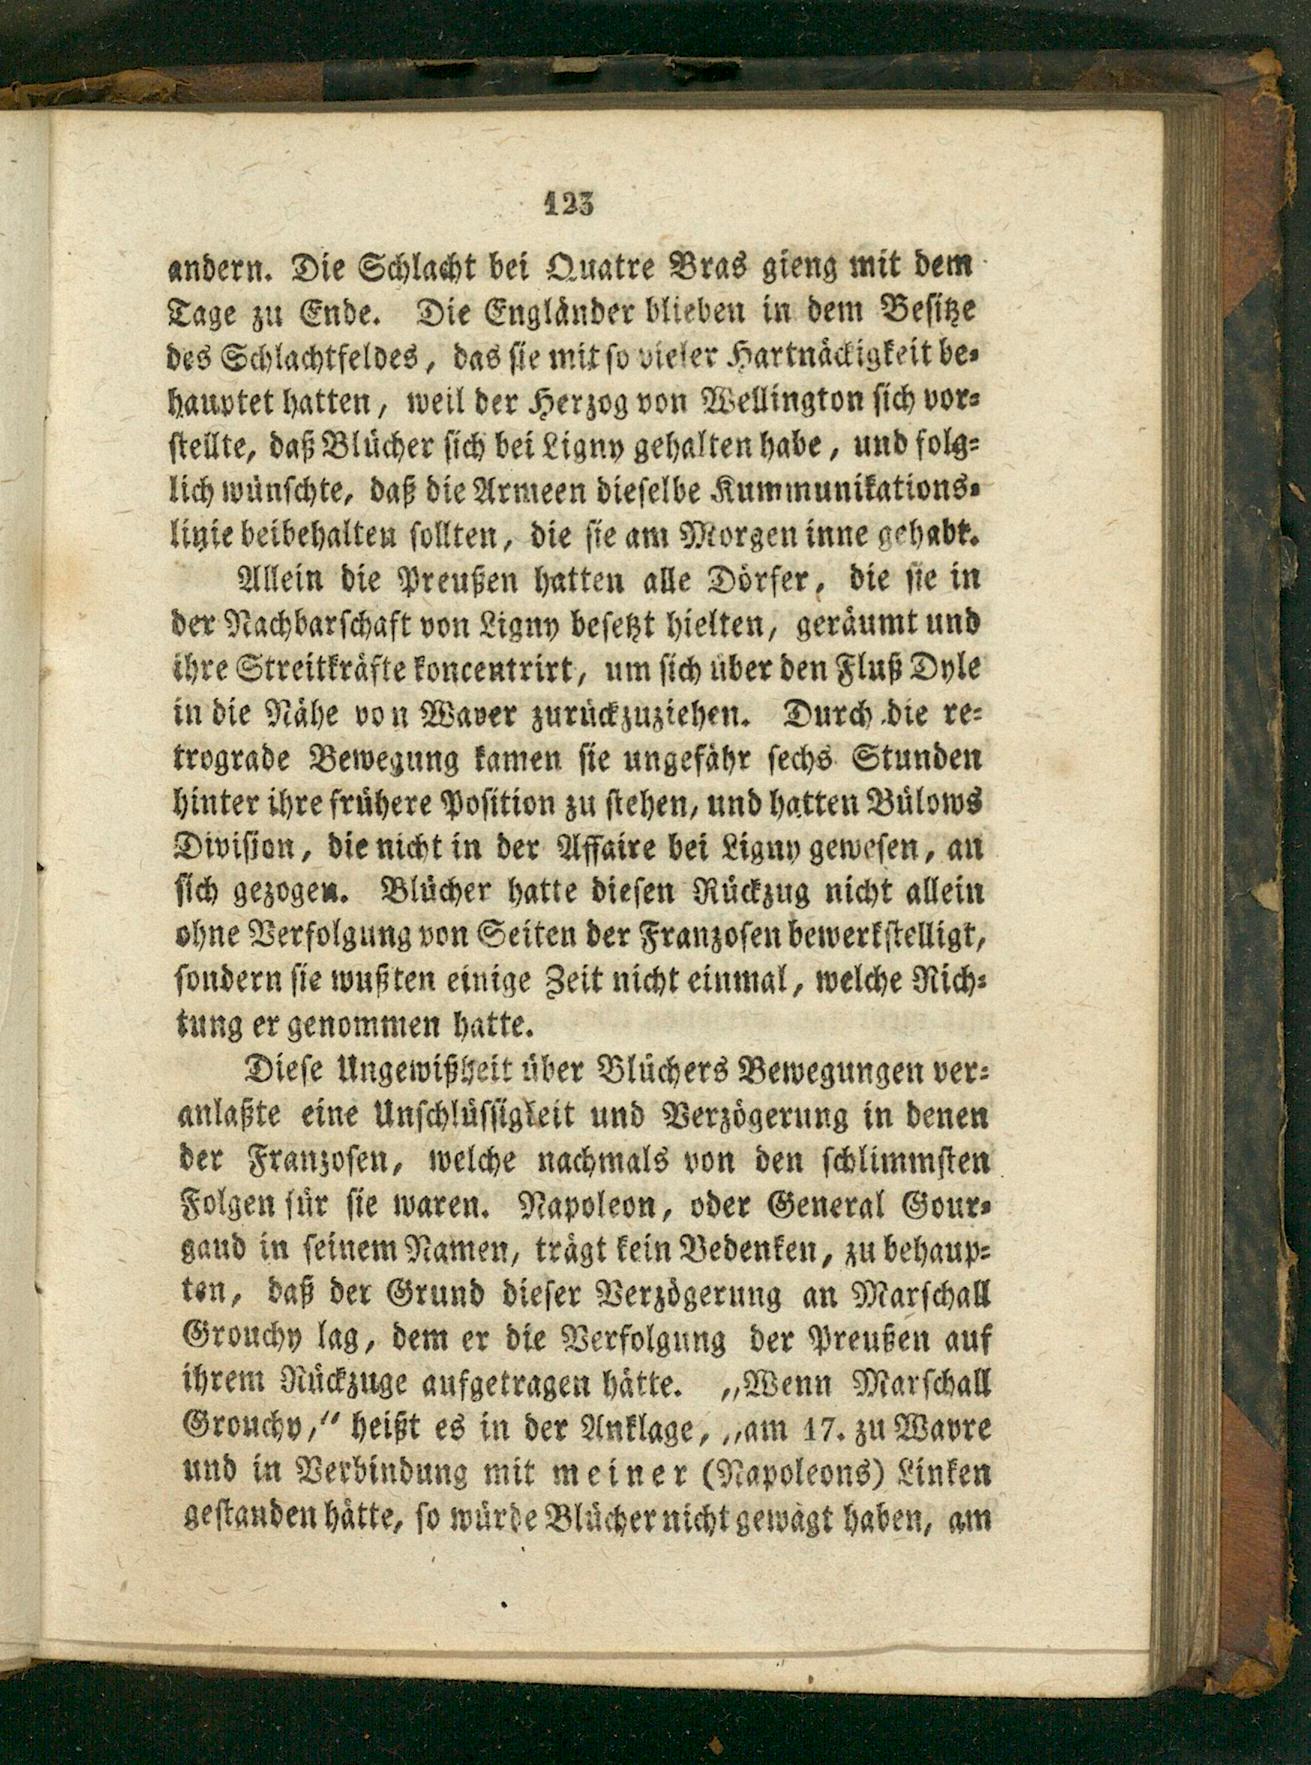 123
andern. Die Schlacht bei Quatre Bras gieng mit dem
Tage zu Ende. Die Engländer blieben in dem Besitze
des Schlachtfeldes, das sie mit so vieler Hartnäckigkeit be-
hauptet hatten, weil der Herzog von Wellington sich vor-
stellte, daß Blücher sich bei Ligny gehalten habe, und folg-
lich wünschte, daß die Armeen dieselbe Kummunikations-
linie beibehalten sollten, die sie am Morgen inne gehabt.
Allein die Preußen hatten alle Dörfer, die sie in
der Nachbarschaft von Ligny besetzt hielten, geräumt und
ihre Streitkräfte koncentrirt, um sich über den Fluß Dyle
in die Nähe von Waver zurückzuziehen. Durch die re-
trograde Bewegung kamen sie ungefähr sechs Stunden
hinter ihre frühere Position zu stehen, und hatten Bülows
Division, die nicht in der Affaire bei Ligny gewesen, an
sich gezogen. Blücher hatte diesen Rückzug nicht allein
ohne Verfolgung von Seiten der Franzosen bewerkstelligt,
sondern sie wußten einige Zeit nicht einmal, welche Rich-
tung er genommen hatte.
Diese Ungewißheit über Blüchers Bewegungen ver-
anlaßte eine Unschlüssigkeit und Verzögerung in denen
der Franzosen, welche nachmals von den schlimmsten
Folgen für sie waren. Napoleon, oder General Gour-
gaud in seinem Namen, trägt kein Bedenken, zu behaup-
ten, daß der Grund dieser Verzögerung an Marschall
Grouchy lag, dem er die Verfolgung der Preußen auf
ihrem Rückzuge aufgetragen hätte. „Wenn Marschall
Grouchy,“ heißt es in der Anklage, „am 17. zu Wavre
und in Verbindung mit meiner (Napoleons) Linken
gestanden hätte, so würde Blücher nicht gewagt haben, am